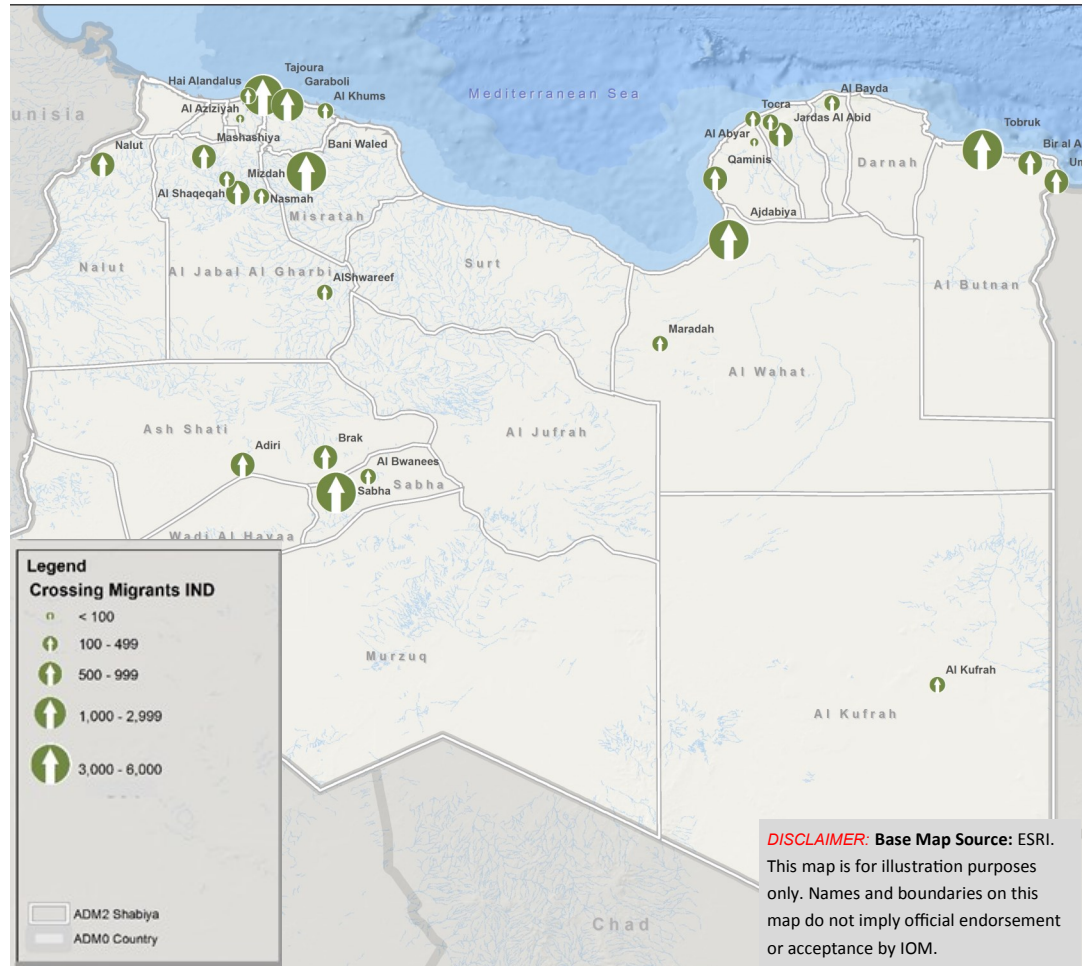 Tajoura
Hai Alandalus
Garaboli
Al Khums
Al Aziziyah
unisia
Mediterranean Sea
Al Bayda
Tocra
Jardas Al Abid
Tobruk
Mashashiya
Nalut
Bani Waled
Al Abyar
Bir al A
Darnah
Un
Mizdah
Qaminis
Al Shaqeqah
Nasmah
Misratah
Ajdabiya
Nalut
Al Jabal Al Gharbi
Surt
AlShwareef
Al Butnan
Maradah
Al Wahat
Ash Shati
Al Jufrah
Adiri
Brak
Al Bwanees
Sabha
Sabha
Wadi Al Hayaa
Legend
Crossing Migrants IND
< 100
100 - 499
500 - 999
1,000 - 2,999
3,000 - 6,000
ADM2 Shabiya
ADM0 Country
Murzuq
Al Kufrah
Al Kufrah
Chad
DISCLAIMER: Base Map Source: ESRI.
This map is for illustration purposes
only. Names and boundaries on this
map do not imply official endorsement
or acceptance by IOM.